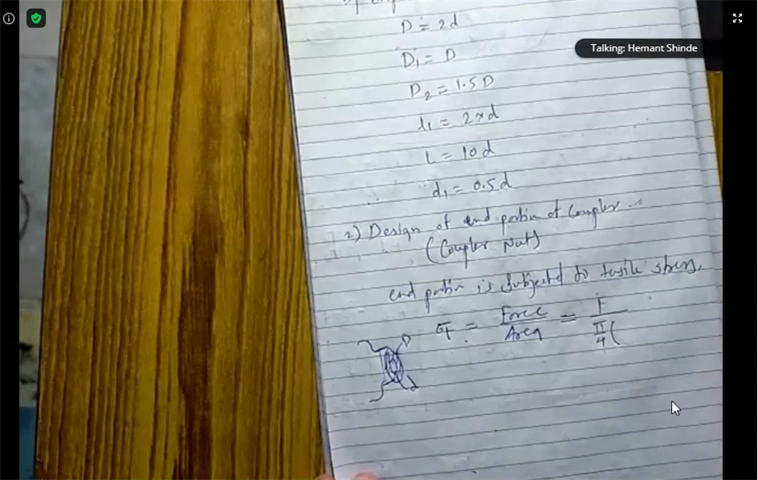 D = 2d
Talking: Hemant Shinde
D₁ = D
D₂ = 1.5 D
l₁ = 2 x d
L = 10 d
d₁ = 0.5 d
2) Design of end portion of Coupler
(Coupler Nut)
end portion is subjected to tensile stress,
σT = Force / Area = F / π/4 (
D
d